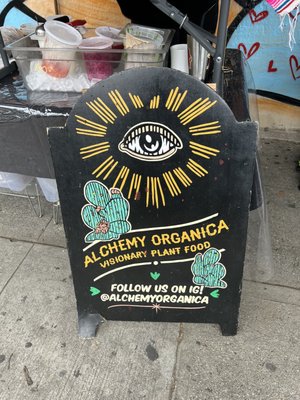 ALCHEMY ORGANICA
VISIONARY PLANT FOOD
FOLLOW US ON IG!
@ALCHEMYORGANICA